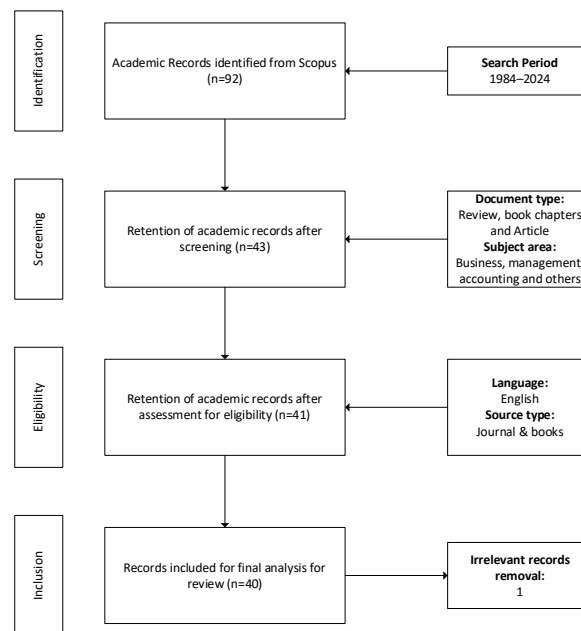 Identification
Academic Records identified from Scopus
(n=92)
Search Period
1984–2024
Screening
Retention of academic records after
screening (n=43)
Document type:
Review, book chapters
and Article
Subject area:
Business, management,
accounting and others
Eligibility
Retention of academic records after
assessment for eligibility (n=41)
Language:
English
Source type:
Journal & books
Inclusion
Records included for final analysis for
review (n=40)
Irrelevant records
removal:
1